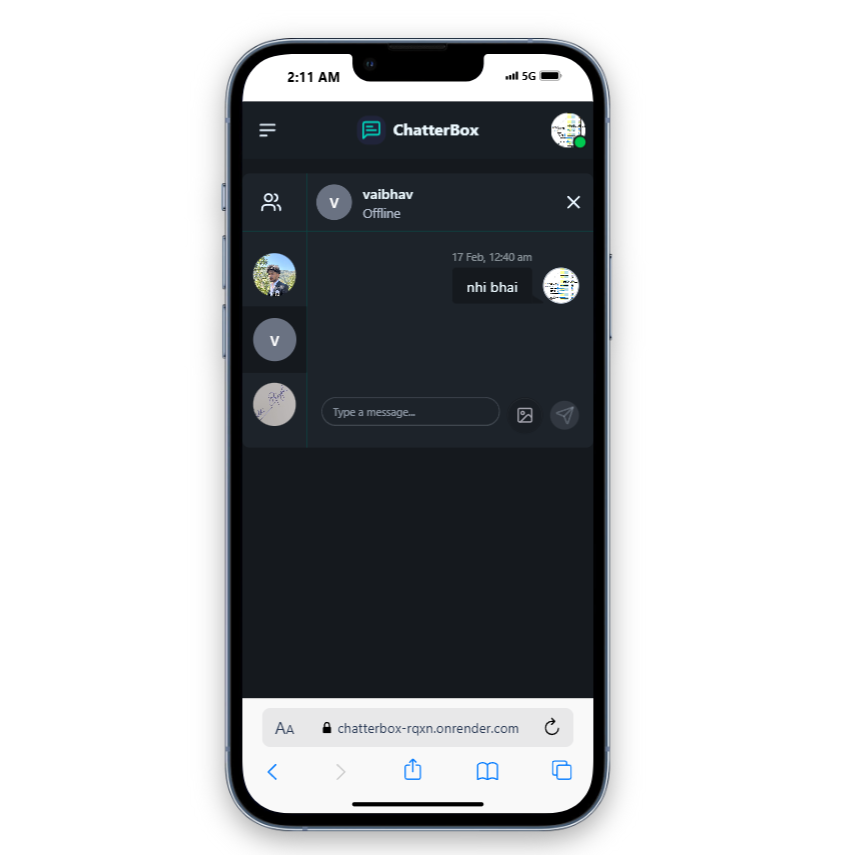 2:11 AM
5G
ChatterBox
V
vaibhav
Offline
17 Feb, 12:40 am
nhi bhai
V
Type a message...
AA
chatterbox-rqxn.onrender.com